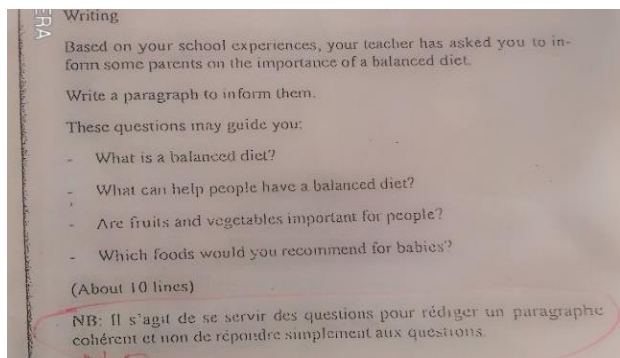 ERA
Writing
Based on your school experiences, your teacher has asked you to in-
form some parents on the importance of a balanced diet.
Write a paragraph to inform them.
These questions may guide you:
- What is a balanced diet?
- What can help people have a balanced diet?
- Are fruits and vegetables important for people?
- Which foods would you recommend for babies?
(About 10 lines)
NB: Il s'agit de se servir des questions pour rédiger un paragraphe
cohérent et non de répondre simplement aux questions.